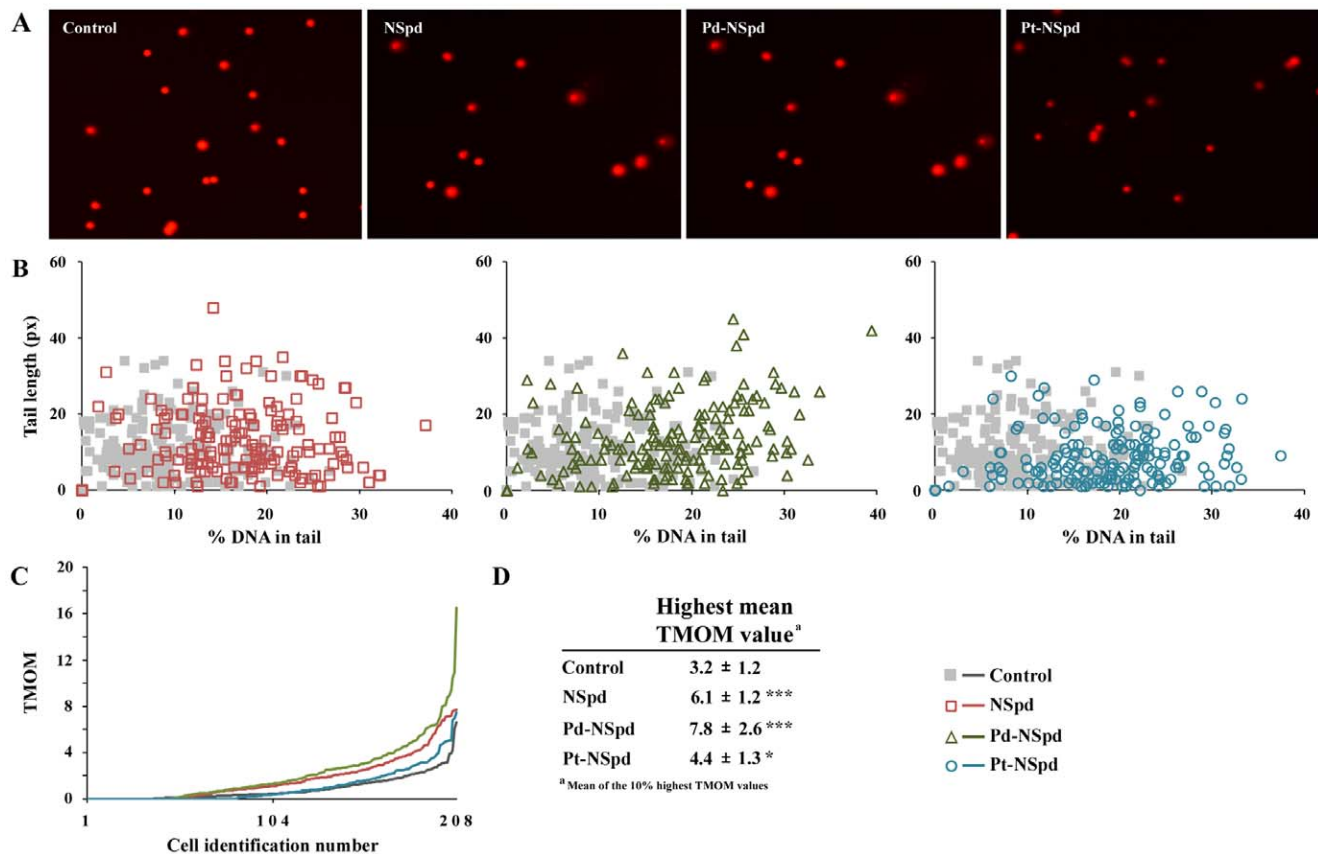 A
Control
NSpd
Pd-NSpd
Pt-NSpd
B
Tail length (px)
60
40
20
0
0 10 20 30 40
% DNA in tail
60
40
20
0
0 10 20 30 40
% DNA in tail
60
40
20
0
0 10 20 30 40
% DNA in tail
C
TMOM
20
16
12
8
4
0
1 104 208
Cell identification number
D
Highest mean
TMOM value a
Control 3.2 ± 1.2
NSpd 6.1 ± 1.2 ***
Pd-NSpd 7.8 ± 2.6 ***
Pt-NSpd 4.4 ± 1.3 *
a Mean of the 10% highest TMOM values
Control
NSpd
Pd-NSpd
Pt-NSpd